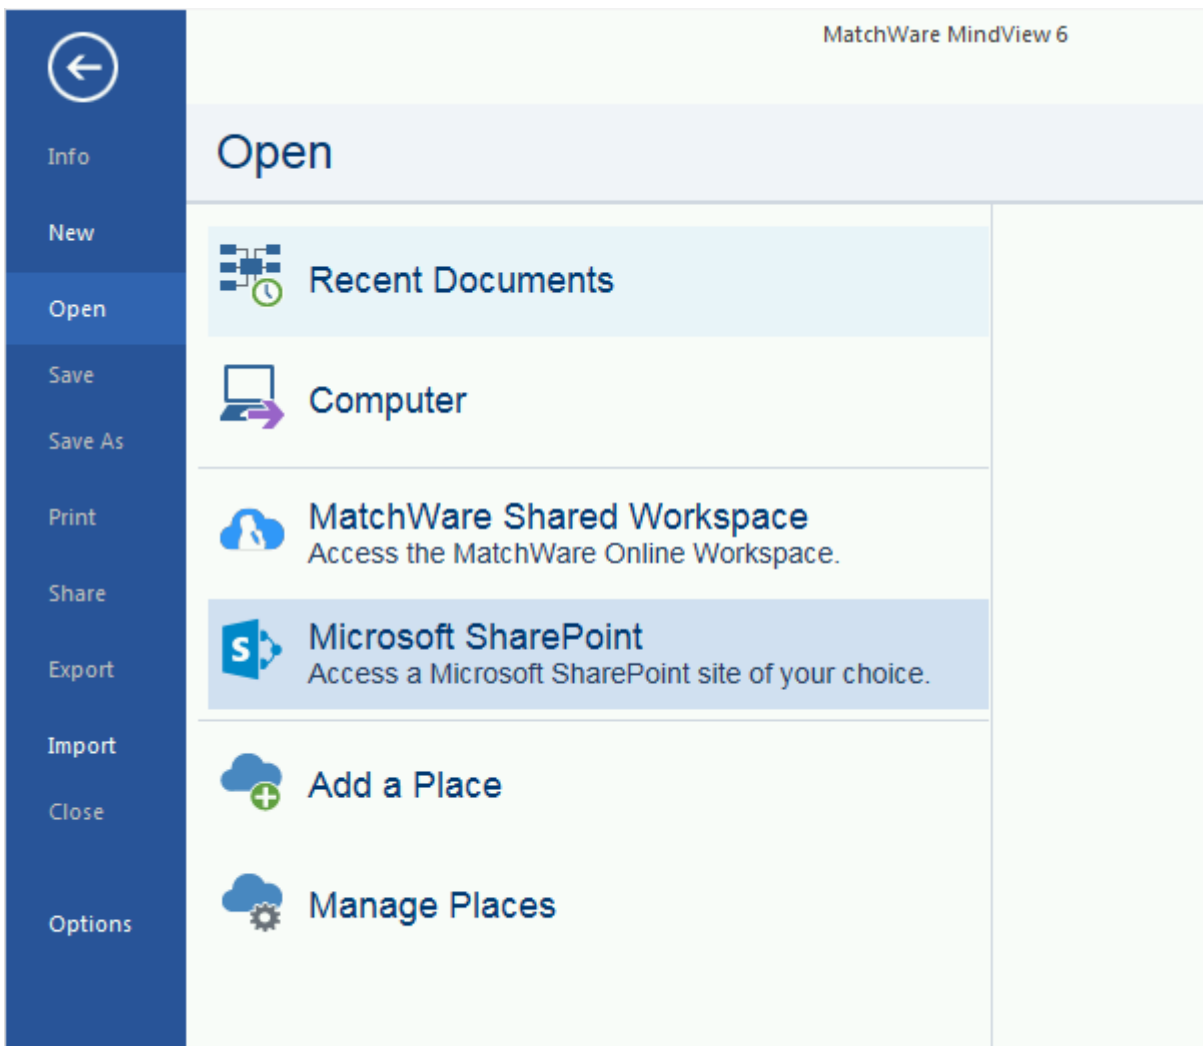 MatchWare MindView 6
Info
New
Open
Save
Save As
Print
Share
Export
Import
Close
Options
Open
Recent Documents
Computer
MatchWare Shared Workspace
Access the MatchWare Online Workspace.
S
Microsoft SharePoint
Access a Microsoft SharePoint site of your choice.
Add a Place
Manage Places